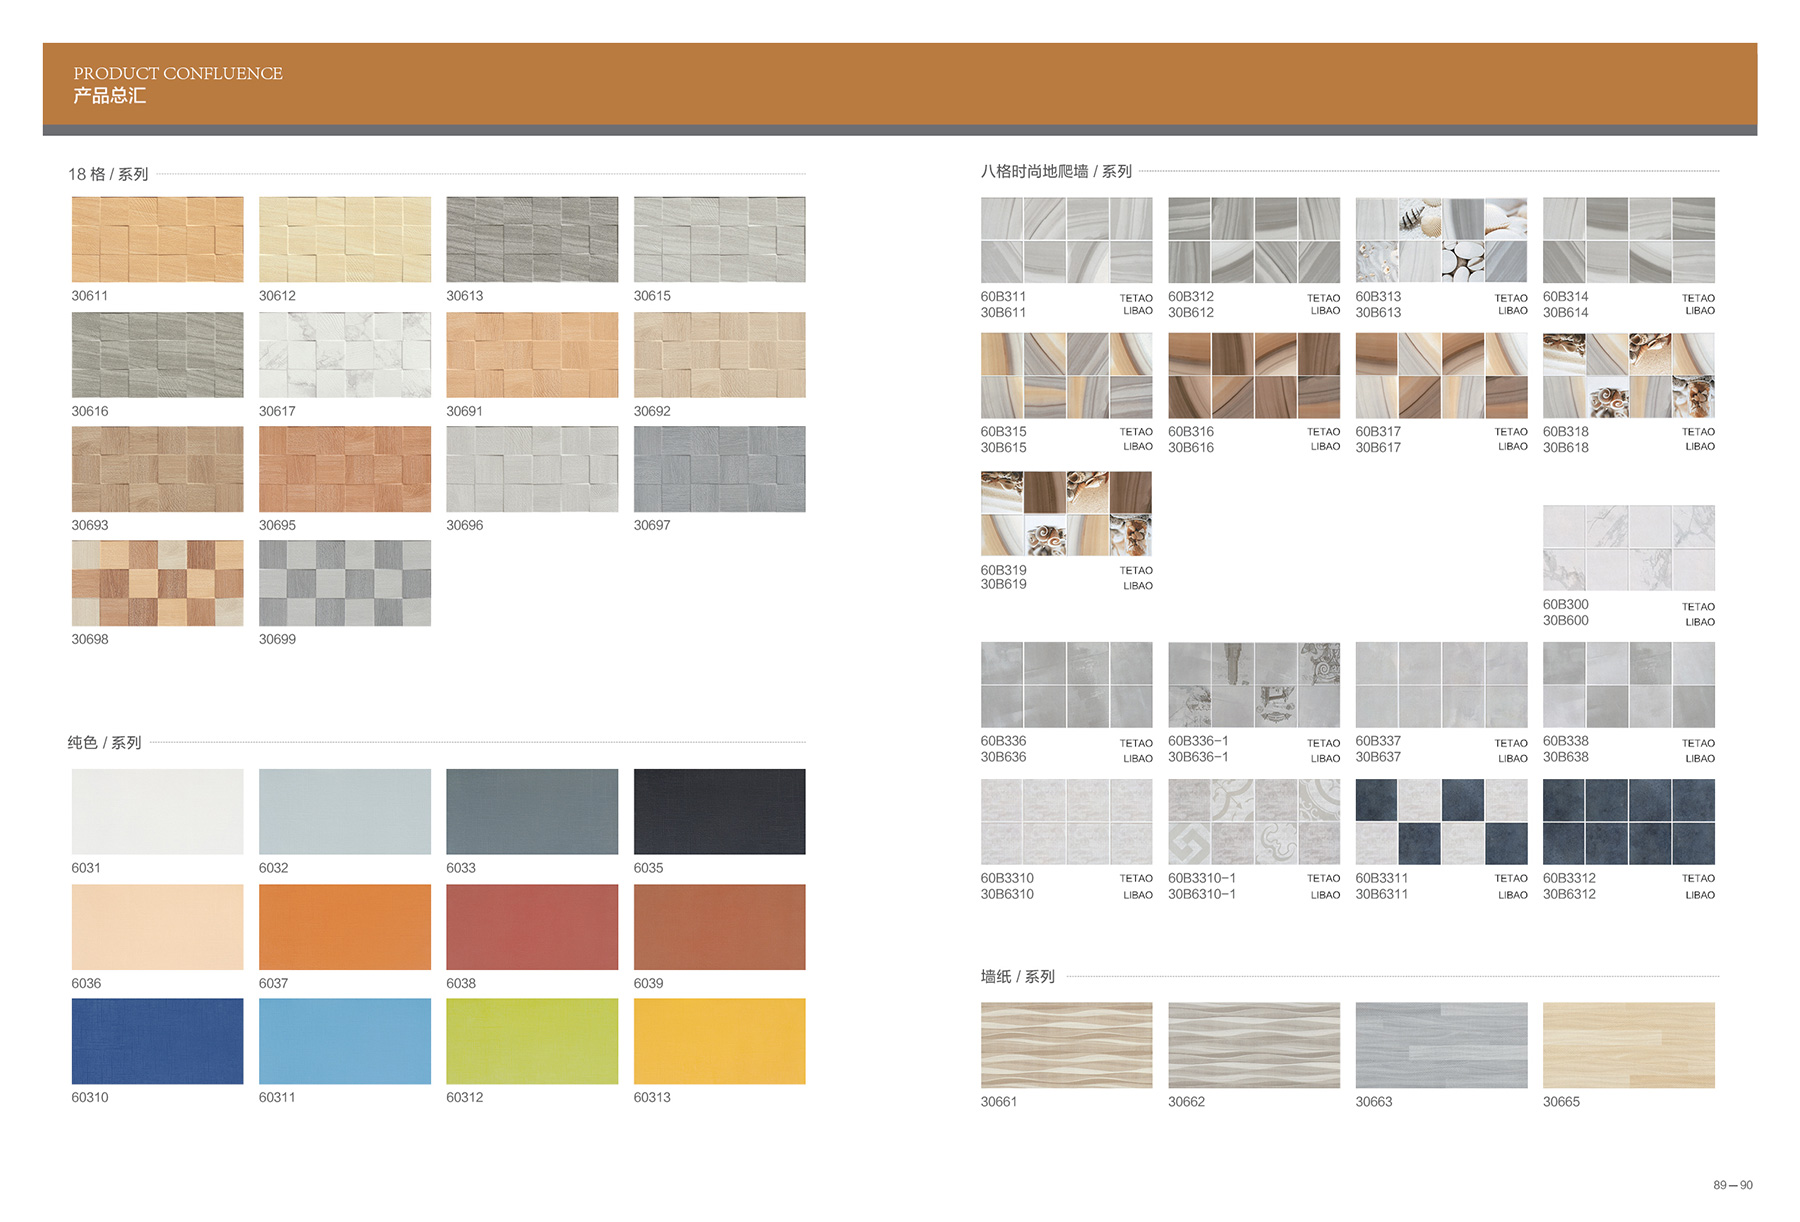 PRODUCT CONFLUENCE
产品总汇
18 格 / 系列
30611
30612
30613
30615
30616
30617
30691
30692
30693
30695
30696
30697
30698
30699
纯色 / 系列
6031
6032
6033
6035
6036
6037
6038
6039
60310
60311
60312
60313
八格时尚地爬墙 / 系列
60B311 TETAO
30B611 LIBAO
60B312 TETAO
30B612 LIBAO
60B313 TETAO
30B613 LIBAO
60B314 TETAO
30B614 LIBAO
60B315 TETAO
30B615 LIBAO
60B316 TETAO
30B616 LIBAO
60B317 TETAO
30B617 LIBAO
60B318 TETAO
30B618 LIBAO
60B319 TETAO
30B619 LIBAO
60B300 TETAO
30B600 LIBAO
60B336 TETAO
30B636 LIBAO
60B336-1 TETAO
30B636-1 LIBAO
60B337 TETAO
30B637 LIBAO
60B338 TETAO
30B638 LIBAO
60B3310 TETAO
30B6310 LIBAO
60B3310-1 TETAO
30B6310-1 LIBAO
60B3311 TETAO
30B6311 LIBAO
60B3312 TETAO
30B6312 LIBAO
墙纸 / 系列
30661
30662
30663
30665
89—90